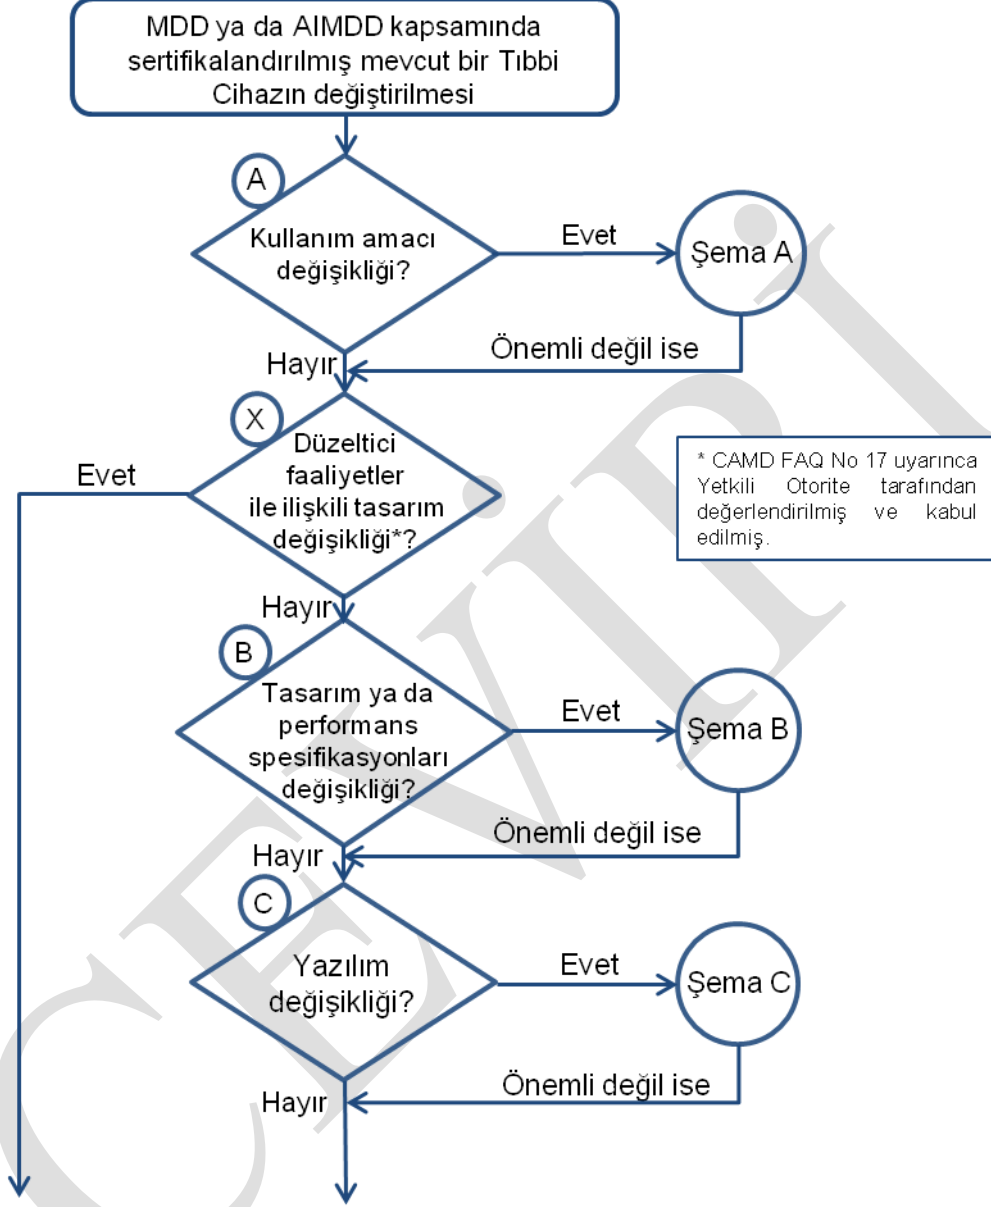 MDD ya da AIMDD kapsamında
sertifikalandırılmış mevcut bir Tıbbi
Cihazın değiştirilmesi
A
Kullanım amacı
değişikliği?
Evet
Şema A
Önemli değil ise
Hayır
X
Düzeltici
faaliyetler
ile ilişkili tasarım
değişikliği*?
Evet
* CAMD FAQ No 17 uyarınca
Yetkili Otorite tarafından
değerlendirilmiş ve kabul
edilmiş.
Hayır
B
Tasarım ya da
performans
spesifikasyonları
değişikliği?
Evet
Şema B
Önemli değil ise
Hayır
C
Yazılım
değişikliği?
Evet
Şema C
Önemli değil ise
Hayır
ÇEVİRİ